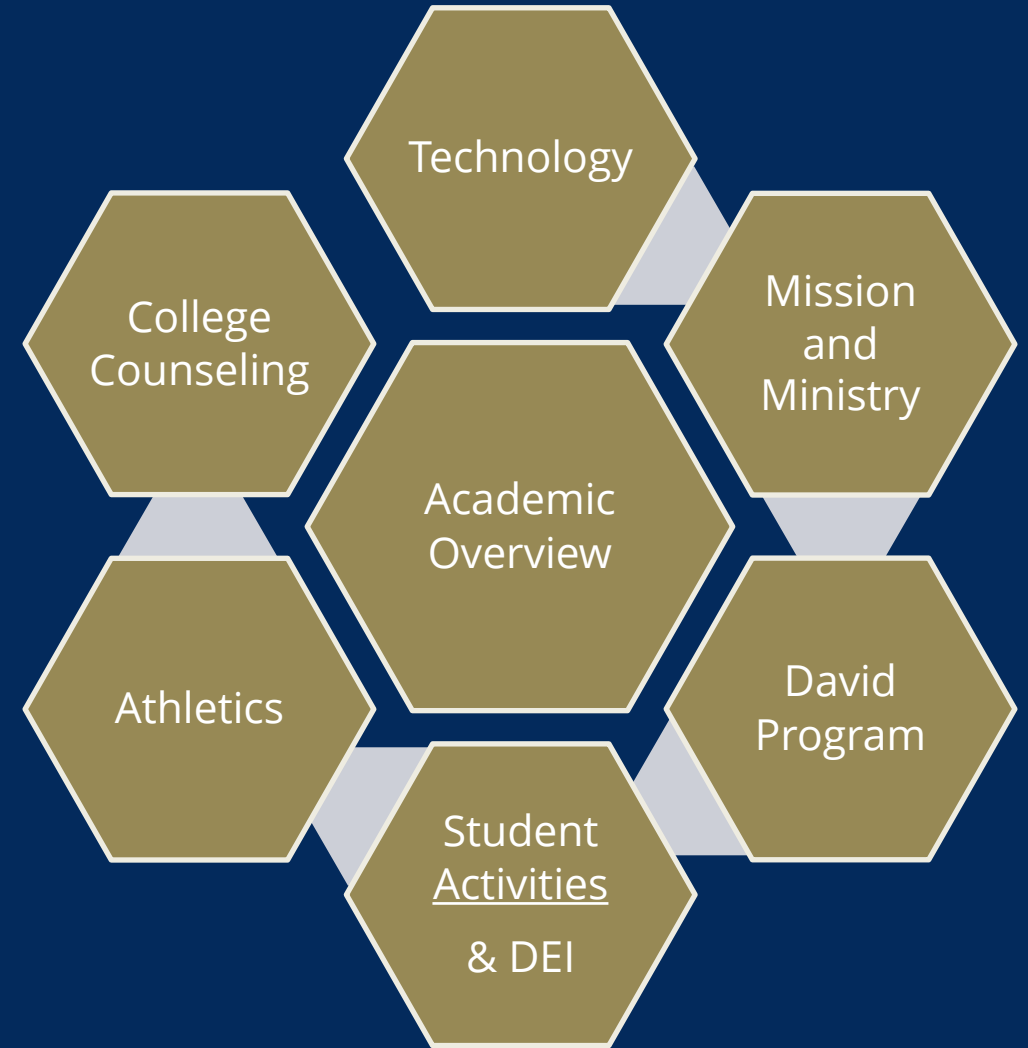 Technology
College
Counseling
Mission
and
Ministry
Academic
Overview
Athletics
David
Program
Student
Activities
& DEI